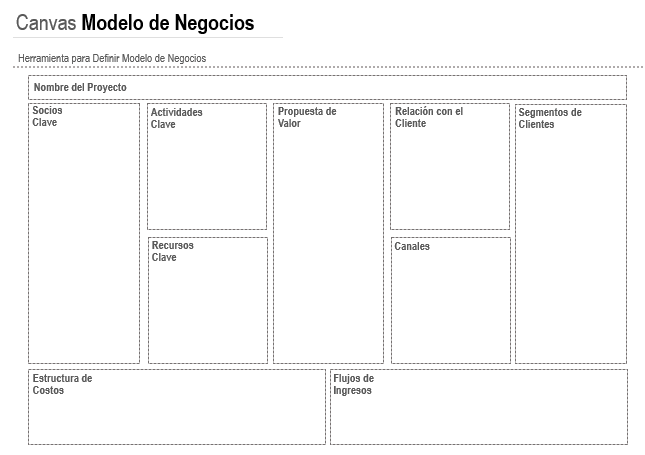 Canvas Modelo de Negocios
Herramienta para Definir Modelo de Negocios
Nombre del Proyecto
Socios
Clave
Actividades
Clave
Recursos
Clave
Propuesta de
Valor
Relación con el
Cliente
Canales
Segmentos de
Clientes
Estructura de
Costos
Flujos de
Ingresos